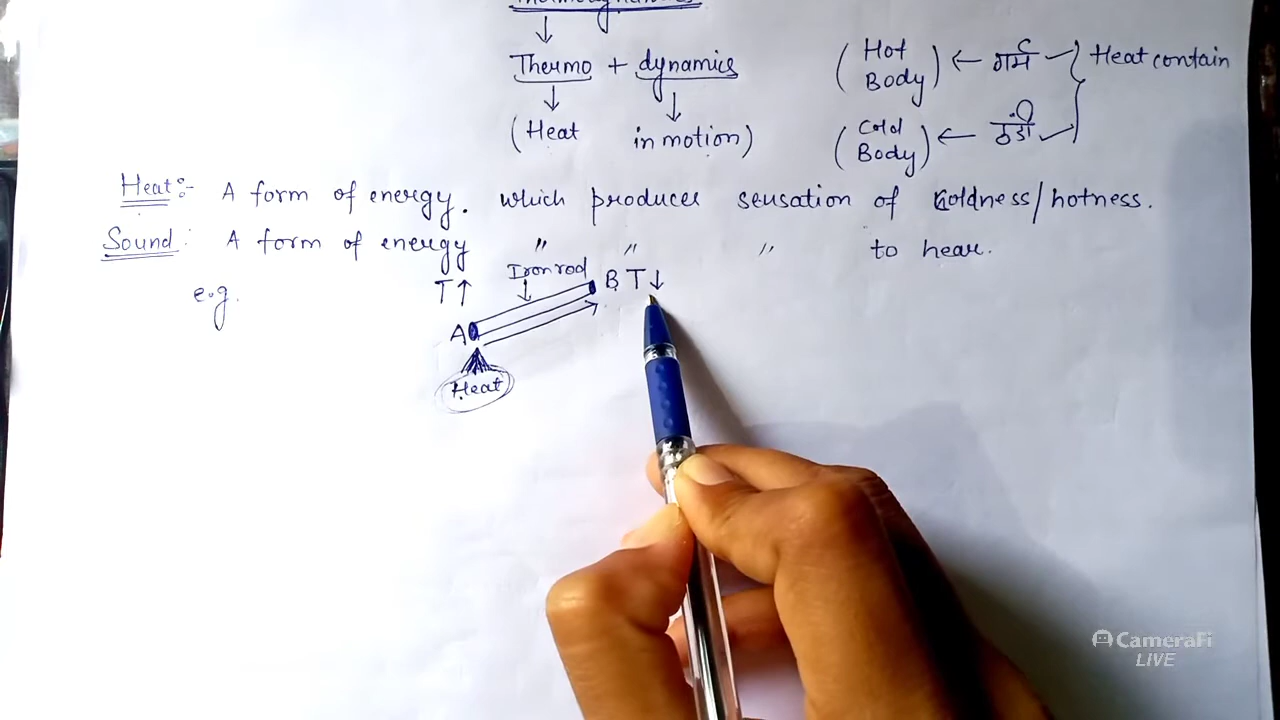 Thermodynamics
Thermo + dynamics
(Heat in motion)
(Hot Body) ← गर्म
(Cold Body) ← ठंडी
Heat contain
Heat:- A form of energy. which produces sensation of coldness/hotness.
Sound: A form of energy " " " to hear.
e.g.
T↑ Iron rod B T↓
A
Heat
CameraFi
LIVE